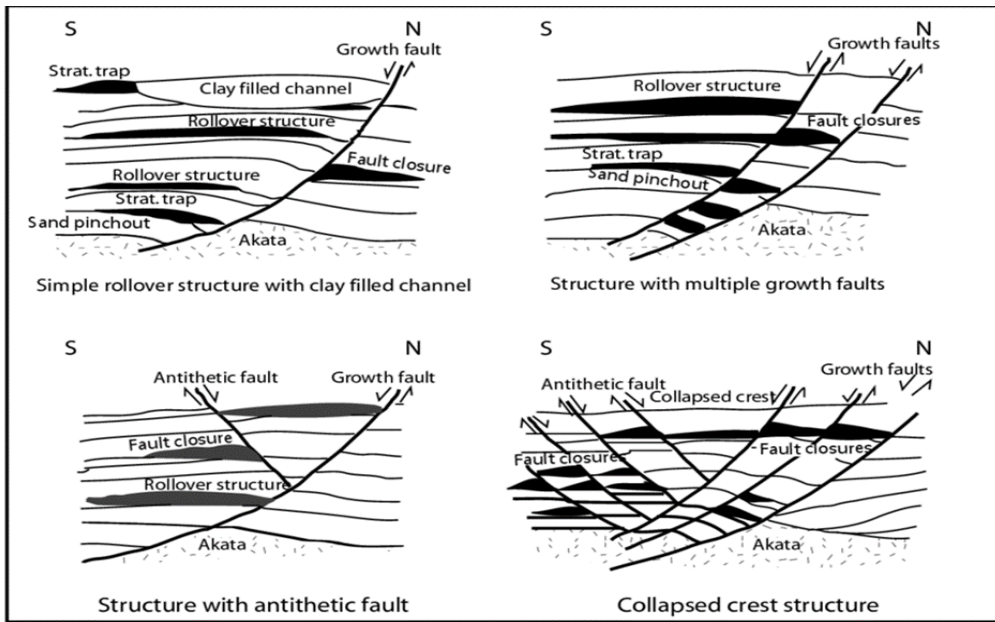 S N
Growth fault
Strat. trap
Clay filled channel
Rollover structure
Fault closure
Rollover structure
Strat. trap
Sand pinchout
Akata
Simple rollover structure with clay filled channel
S N
Growth faults
Rollover structure
Fault closures
Strat. trap
Sand pinchout
Akata
Structure with multiple growth faults
S N
Antithetic fault Growth fault
Fault closure
Rollover structure
Akata
Structure with antithetic fault
S N
Growth faults
Antithetic fault
Collapsed crest
Fault closures
Fault closures
Akata
Collapsed crest structure